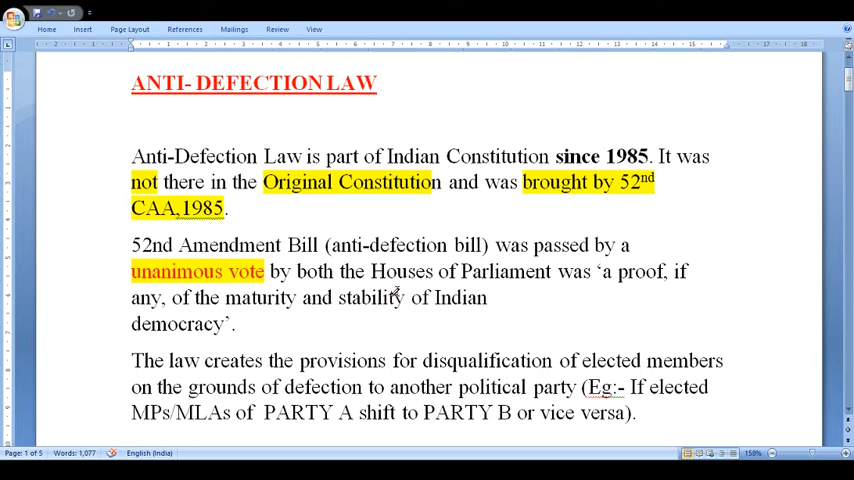 Home Insert Page Layout References Mailings Review View
ANTI- DEFECTION LAW
Anti-Defection Law is part of Indian Constitution since 1985. It was
not there in the Original Constitution and was brought by 52nd
CAA,1985.
52nd Amendment Bill (anti-defection bill) was passed by a
unanimous vote by both the Houses of Parliament was ‘a proof, if
any, of the maturity and stability of Indian
democracy’.
The law creates the provisions for disqualification of elected members
on the grounds of defection to another political party (Eg:- If elected
MPs/MLAs of PARTY A shift to PARTY B or vice versa).
Page: 1 of 5 Words: 1,077 English (India) 158%